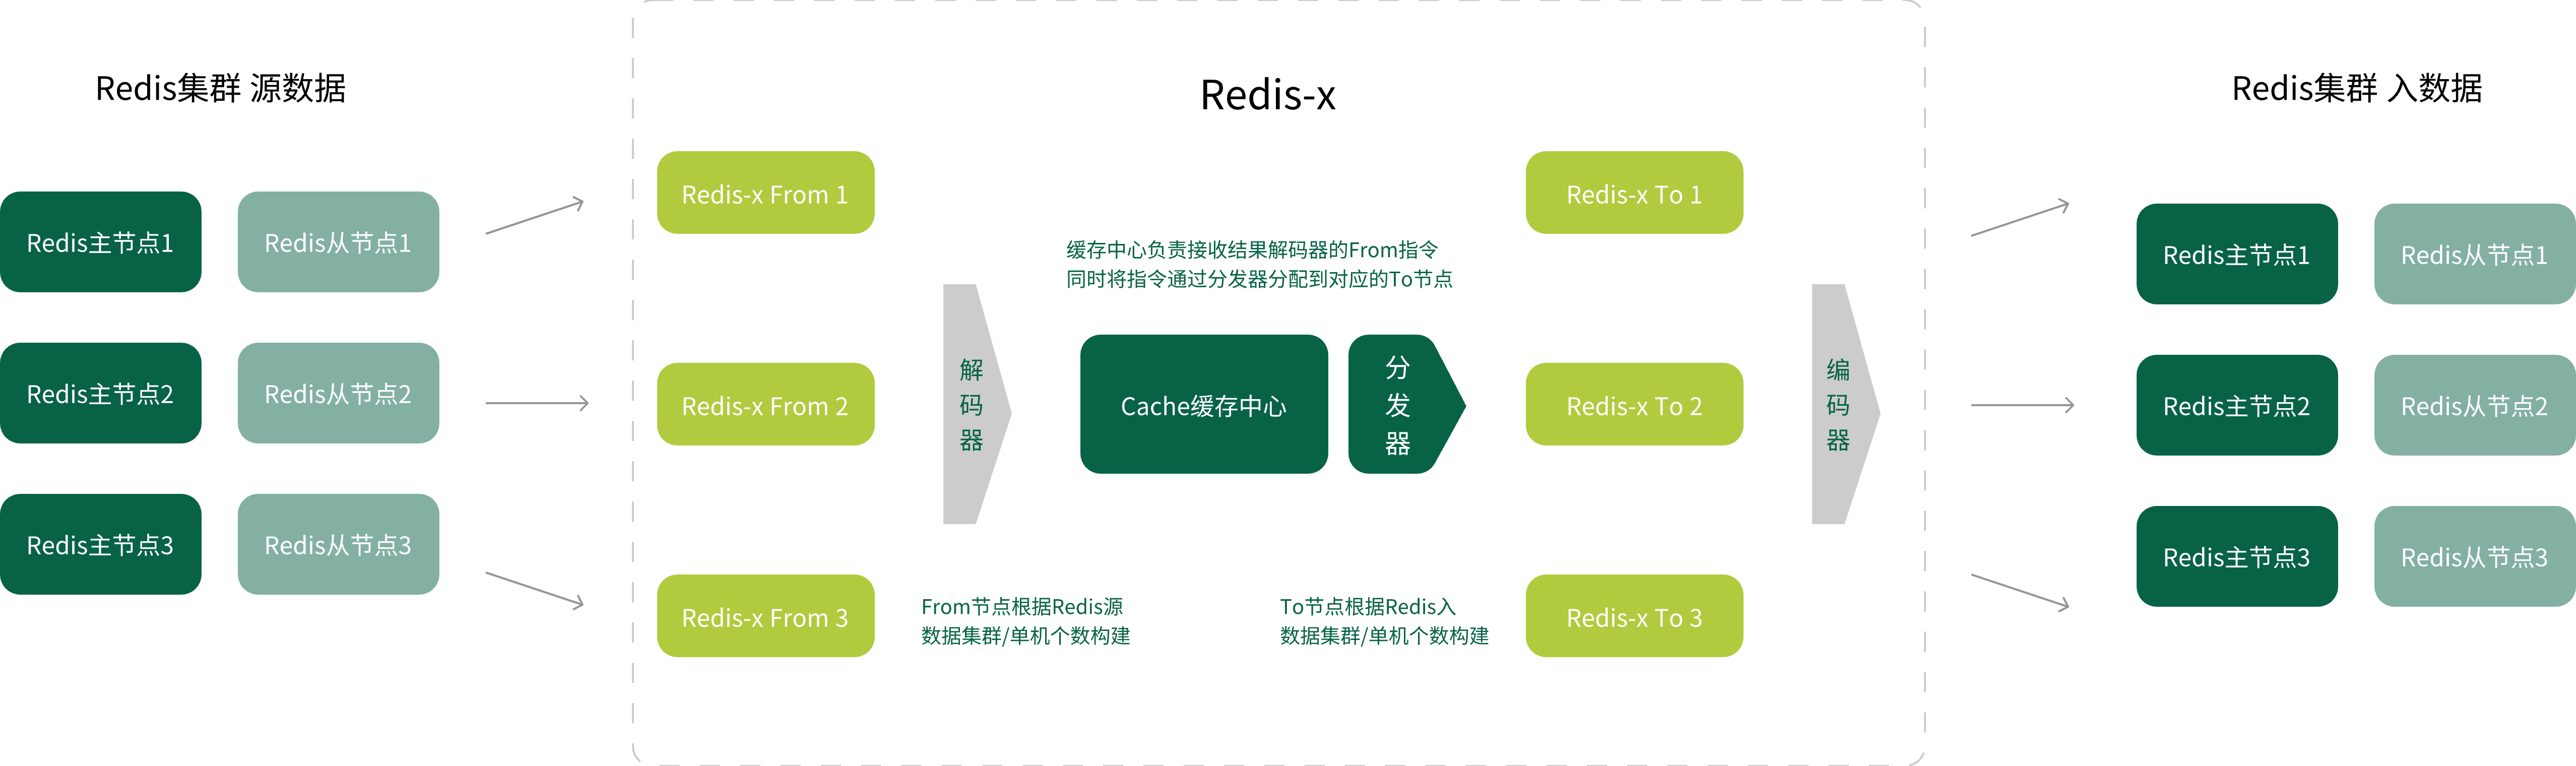 Redis集群 源数据
Redis主节点1
Redis从节点1
Redis主节点2
Redis从节点2
Redis主节点3
Redis从节点3
Redis-x
Redis-x From 1
Redis-x From 2
Redis-x From 3
解码器
From节点根据Redis源
数据集群/单机个数构建
缓存中心负责接收结果解码器的From指令
同时将指令通过分发器分配到对应的To节点
Cache缓存中心
分发器
To节点根据Redis入
数据集群/单机个数构建
Redis-x To 1
Redis-x To 2
Redis-x To 3
编码器
Redis集群 入数据
Redis主节点1
Redis从节点1
Redis主节点2
Redis从节点2
Redis主节点3
Redis从节点3